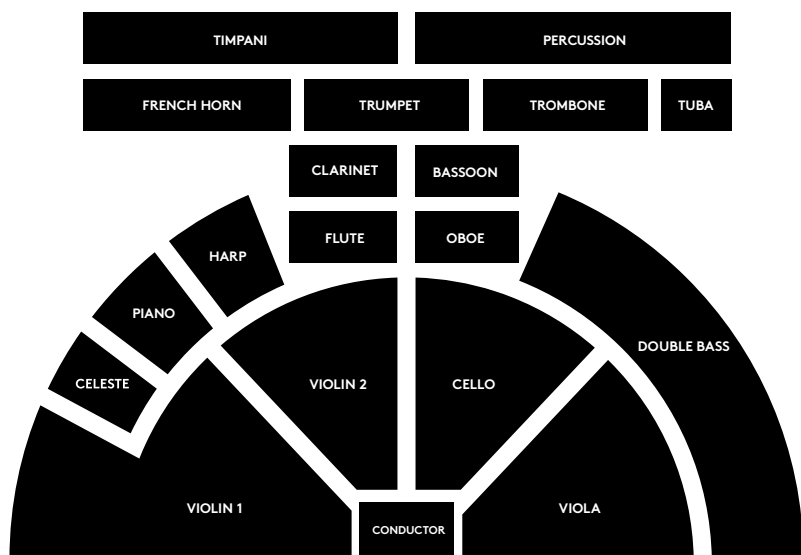 TIMPANI
PERCUSSION
FRENCH HORN
TRUMPET
TROMBONE
TUBA
CLARINET
BASSOON
FLUTE
OBOE
HARP
PIANO
CELESTE
DOUBLE BASS
VIOLIN 2
CELLO
VIOLIN 1
VIOLA
CONDUCTOR